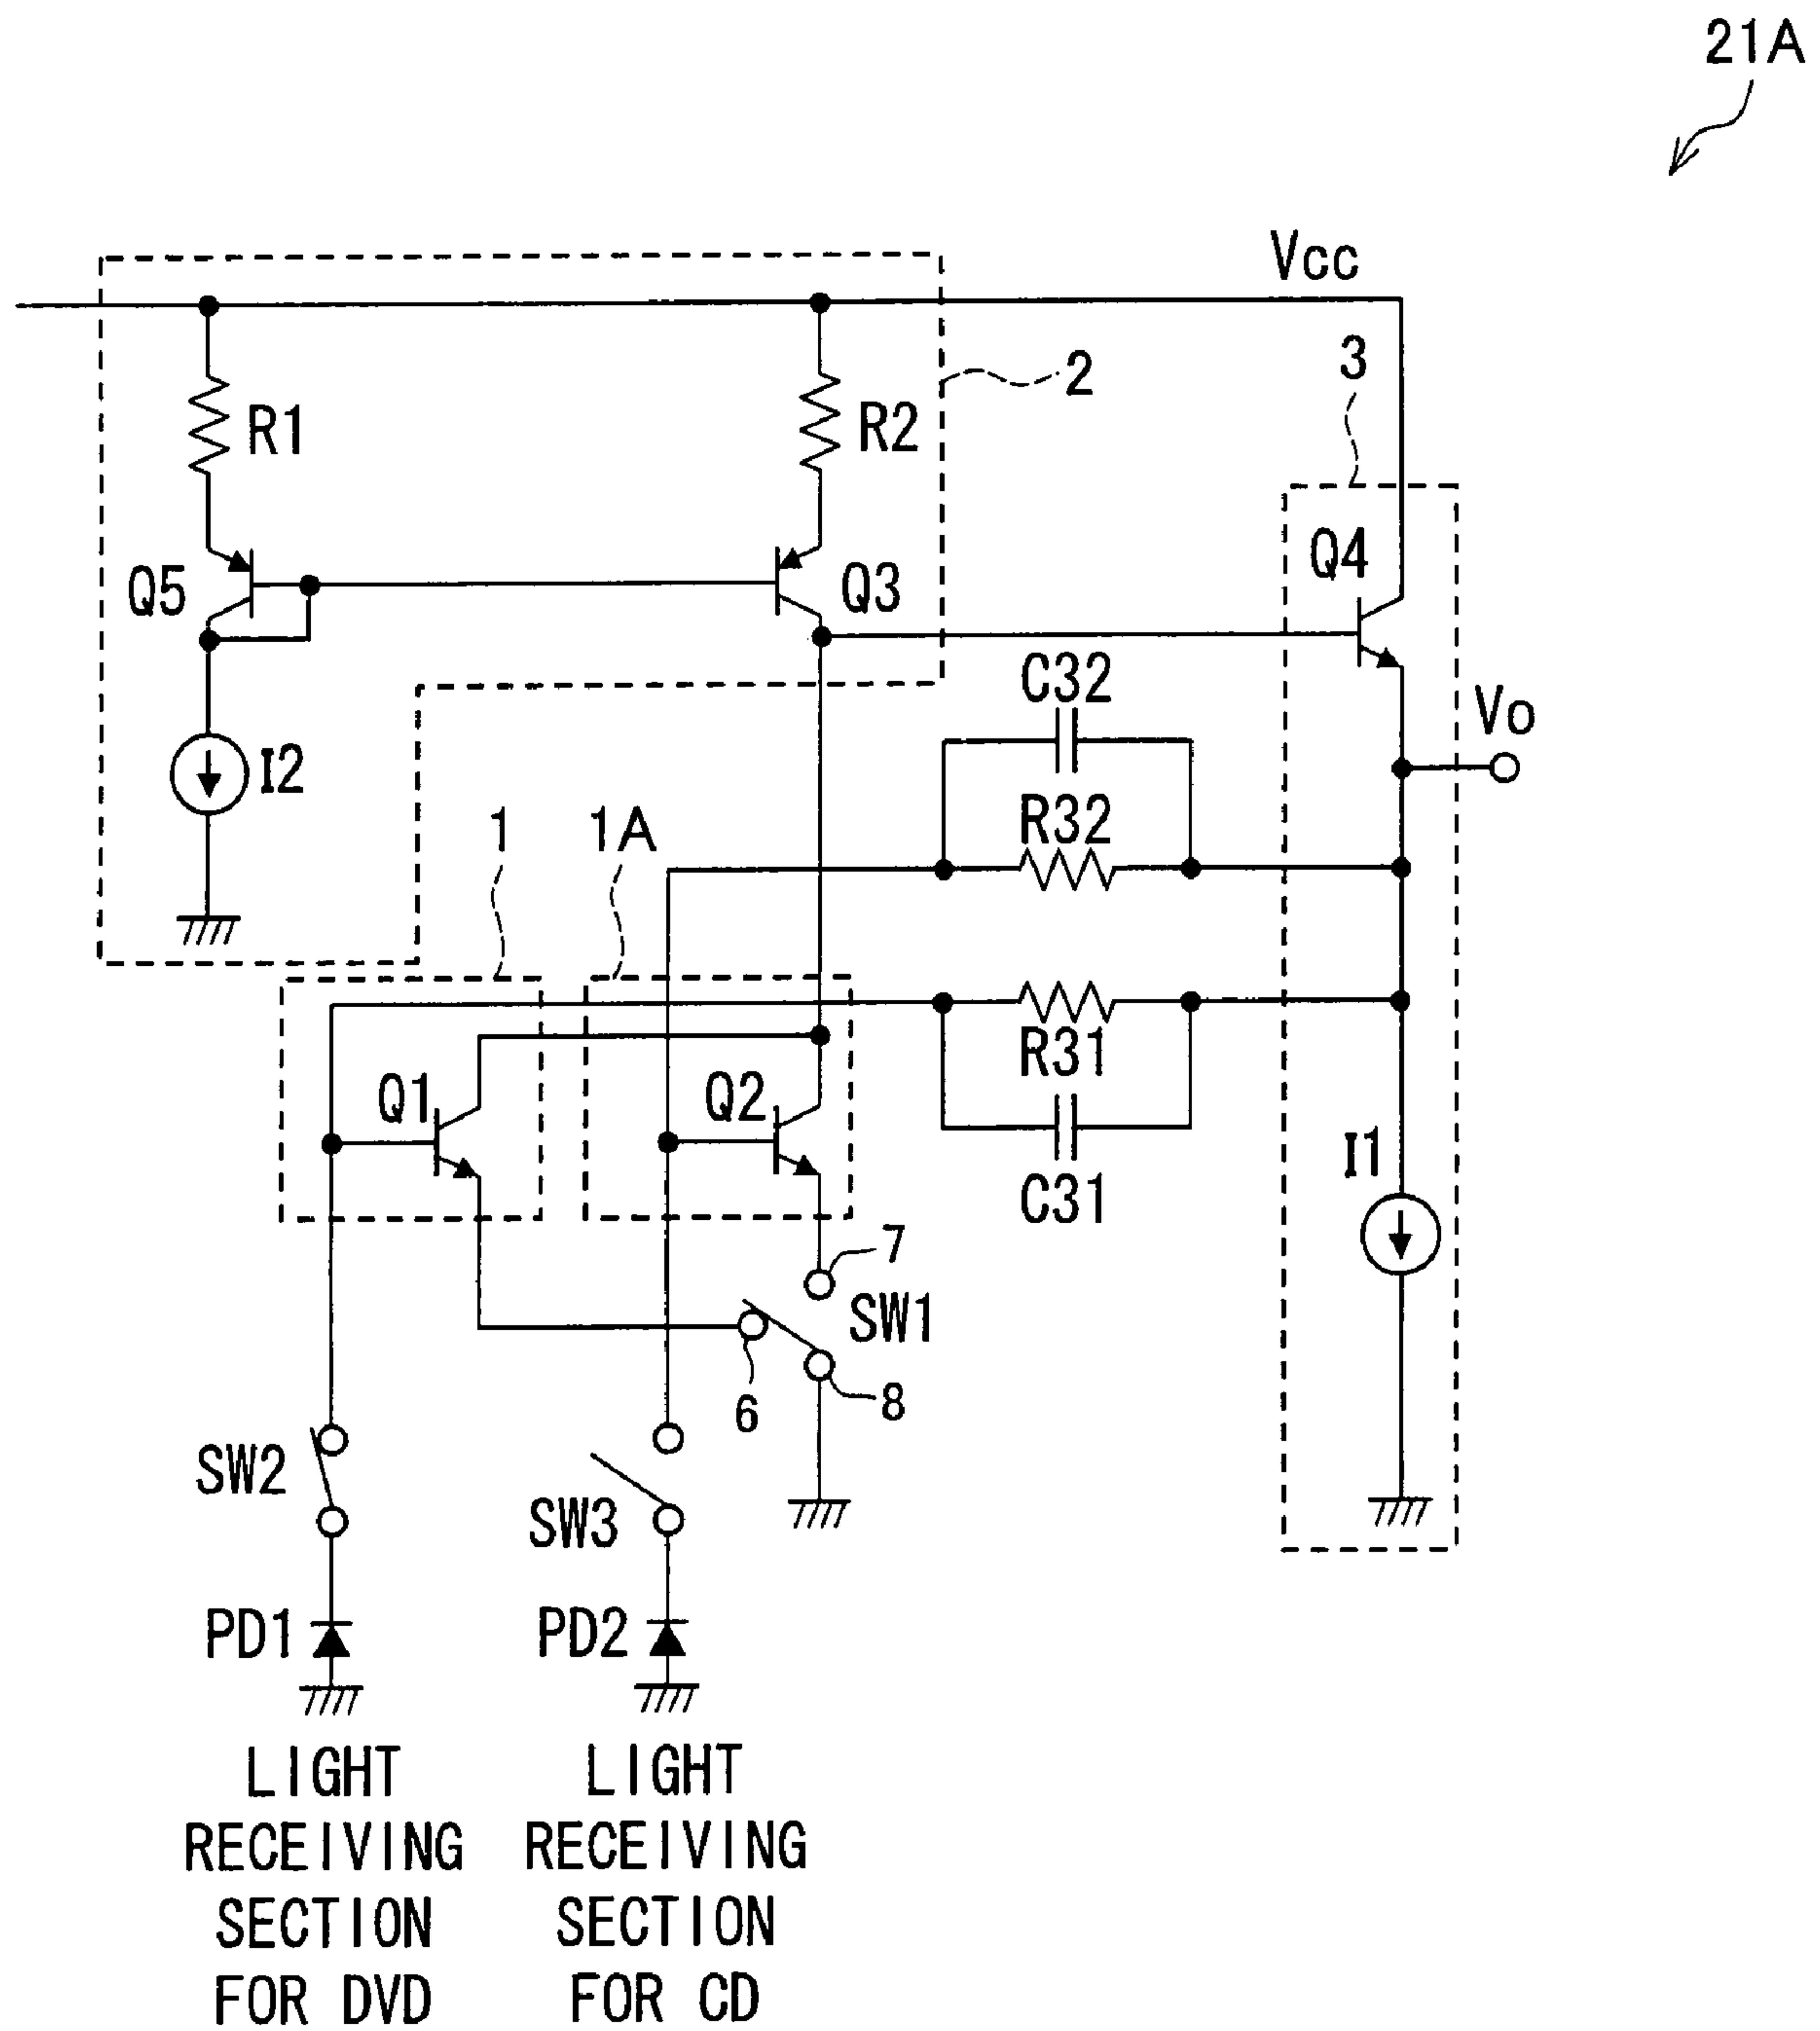 21A
Vcc
2
3
R1
R2
Q5
Q3
Q4
C32
Vo
I2
1
1A
R32
R31
Q1
Q2
C31
I1
7
SW1
6
8
SW2
SW3
PD1
PD2
LIGHT
RECEIVING
SECTION
FOR DVD
LIGHT
RECEIVING
SECTION
FOR CD